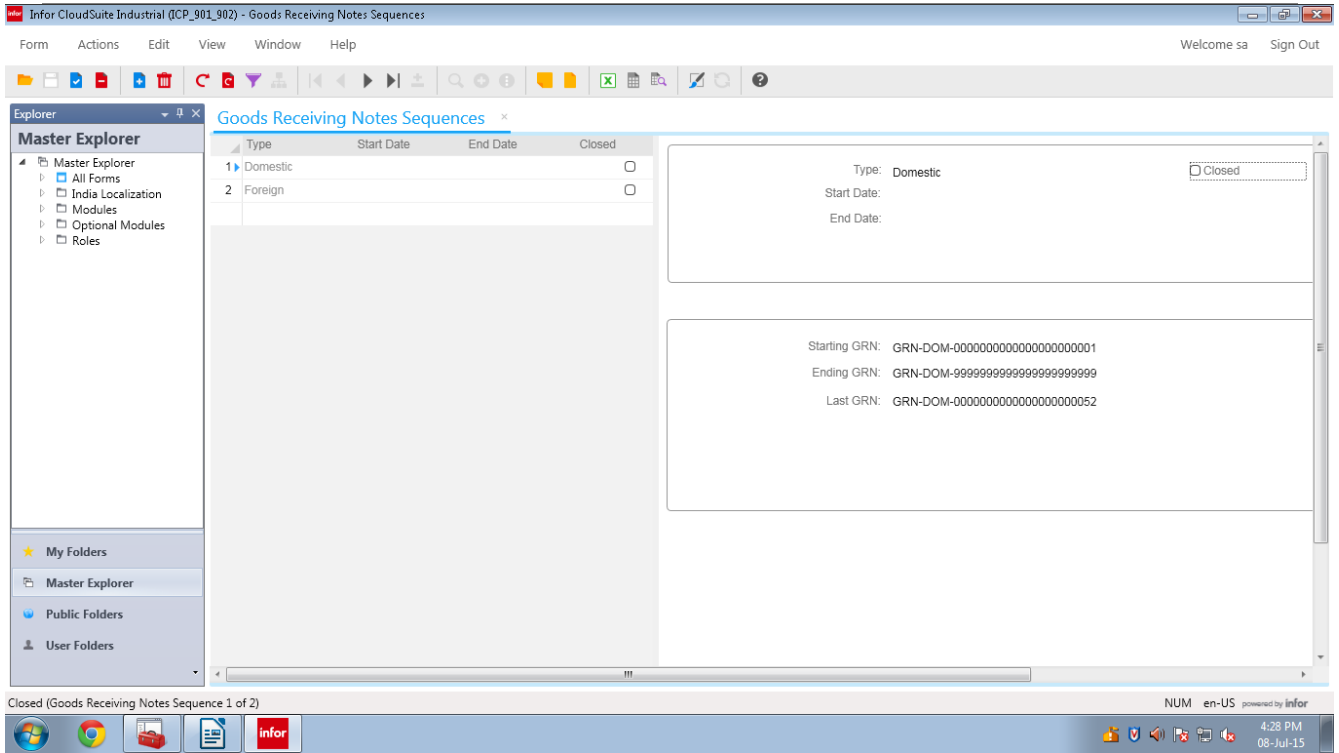 infor Infor CloudSuite Industrial (ICP_901_902) - Goods Receiving Notes Sequences
Form Actions Edit View Window Help Welcome sa Sign Out
Explorer
Goods Receiving Notes Sequences
Master Explorer
Type Start Date End Date Closed
Master Explorer
All Forms
India Localization
Modules
Optional Modules
Roles
1 Domestic
2 Foreign
Type: Domestic Closed
Start Date:
End Date:
Starting GRN: GRN-DOM-0000000000000000000001
Ending GRN: GRN-DOM-9999999999999999999999
Last GRN: GRN-DOM-0000000000000000000052
My Folders
Master Explorer
Public Folders
User Folders
Closed (Goods Receiving Notes Sequence 1 of 2) NUM en-US powered by infor
infor
4:28 PM
08-Jul-15